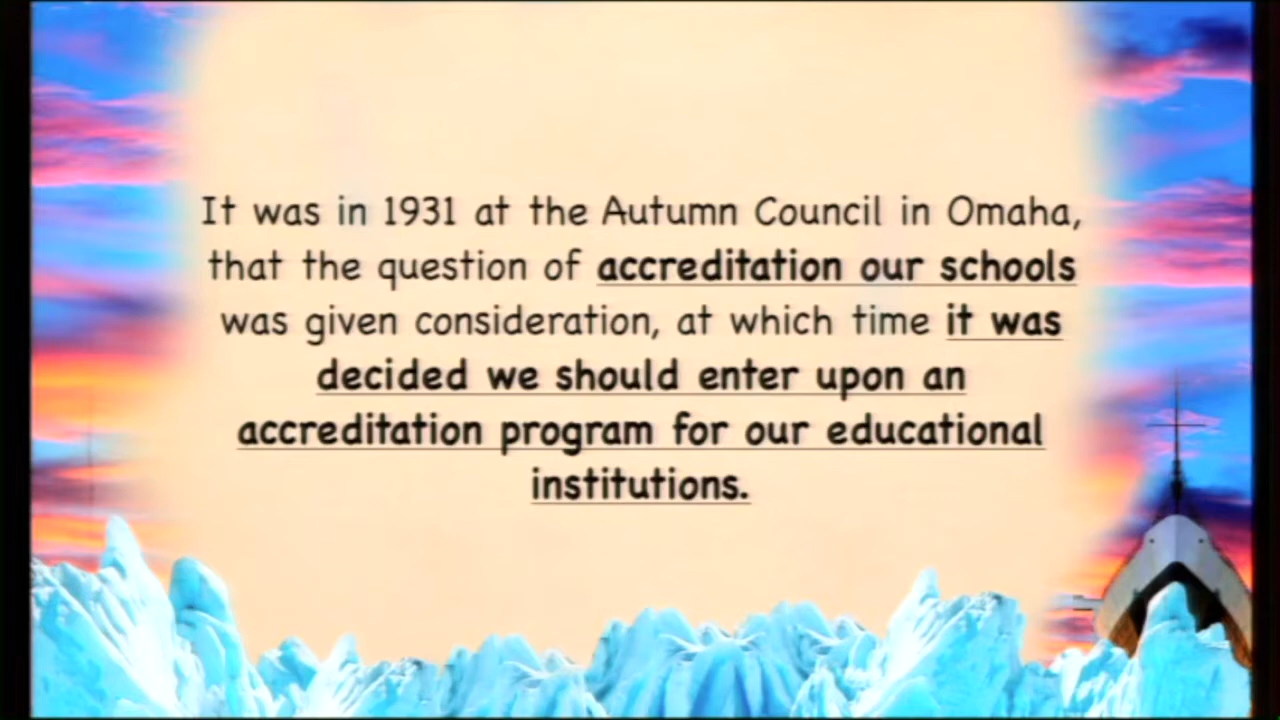 It was in 1931 at the Autumn Council in Omaha,
that the question of accreditation our schools
was given consideration, at which time it was
decided we should enter upon an
accreditation program for our educational
institutions.